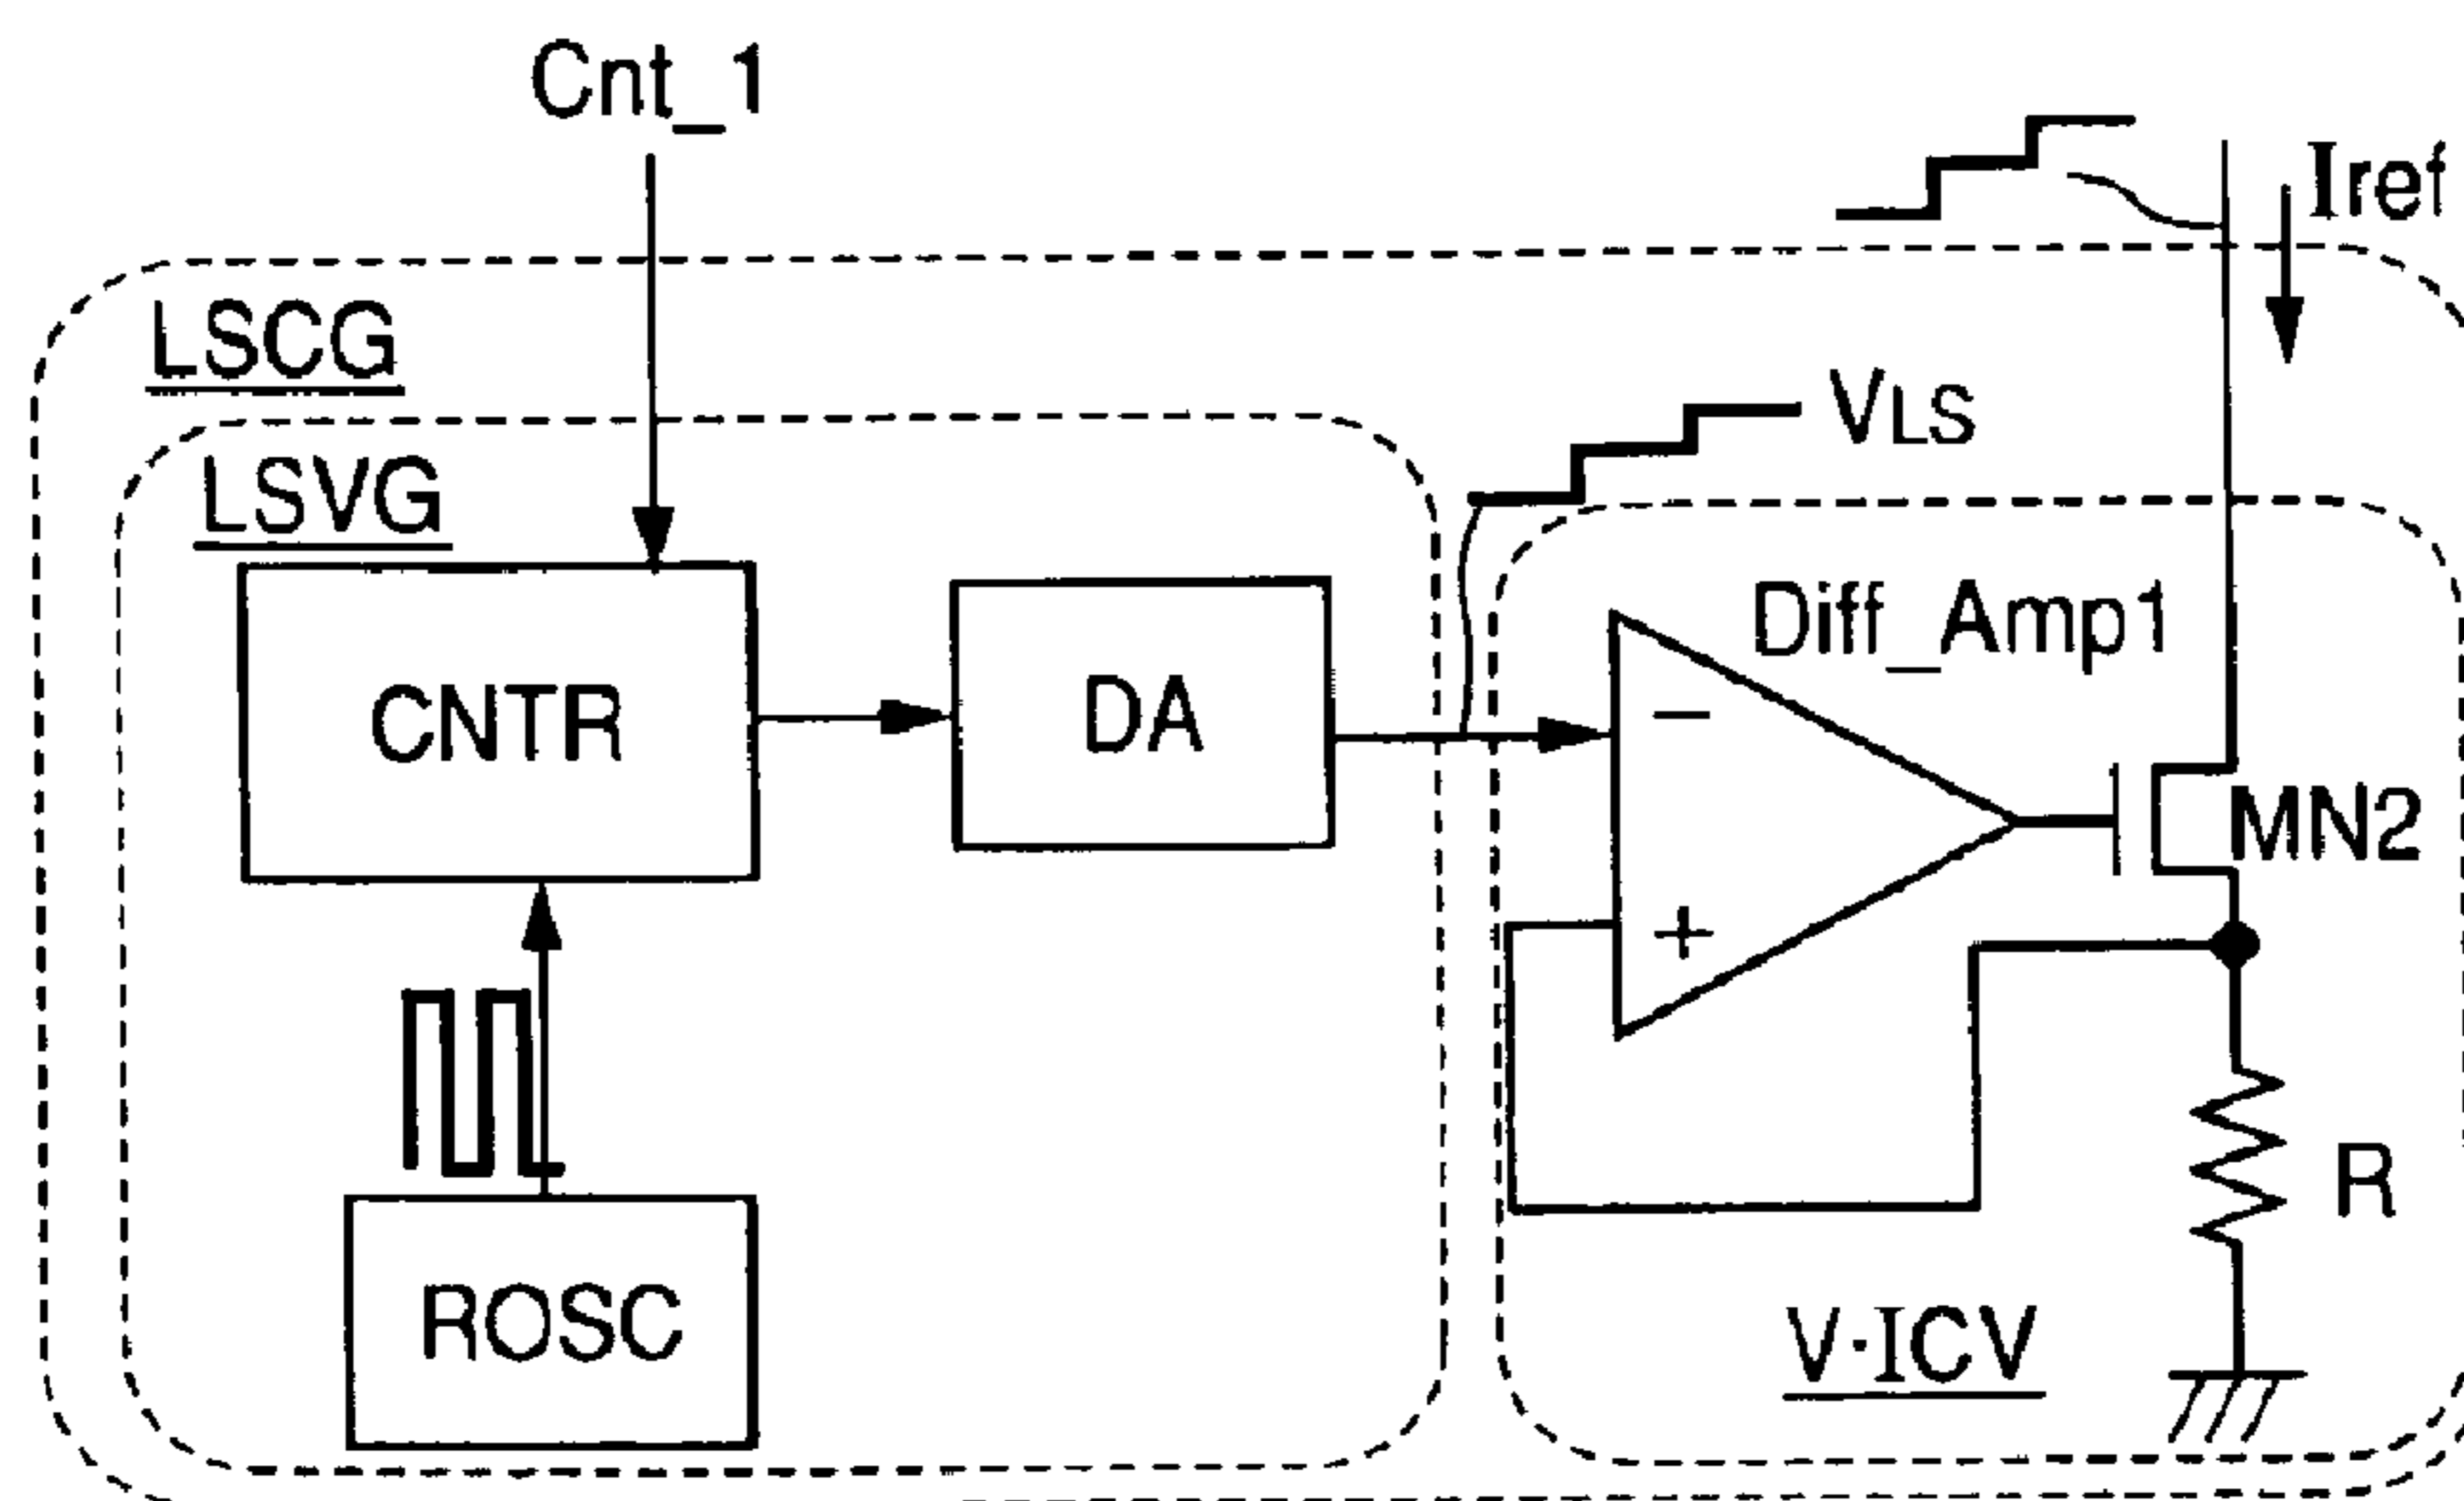 Cnt_1
Iref
LSCG
VLS
LSVG
Diff_Amp1
−
CNTR
DA
MN2
+
R
ROSC
V·ICV